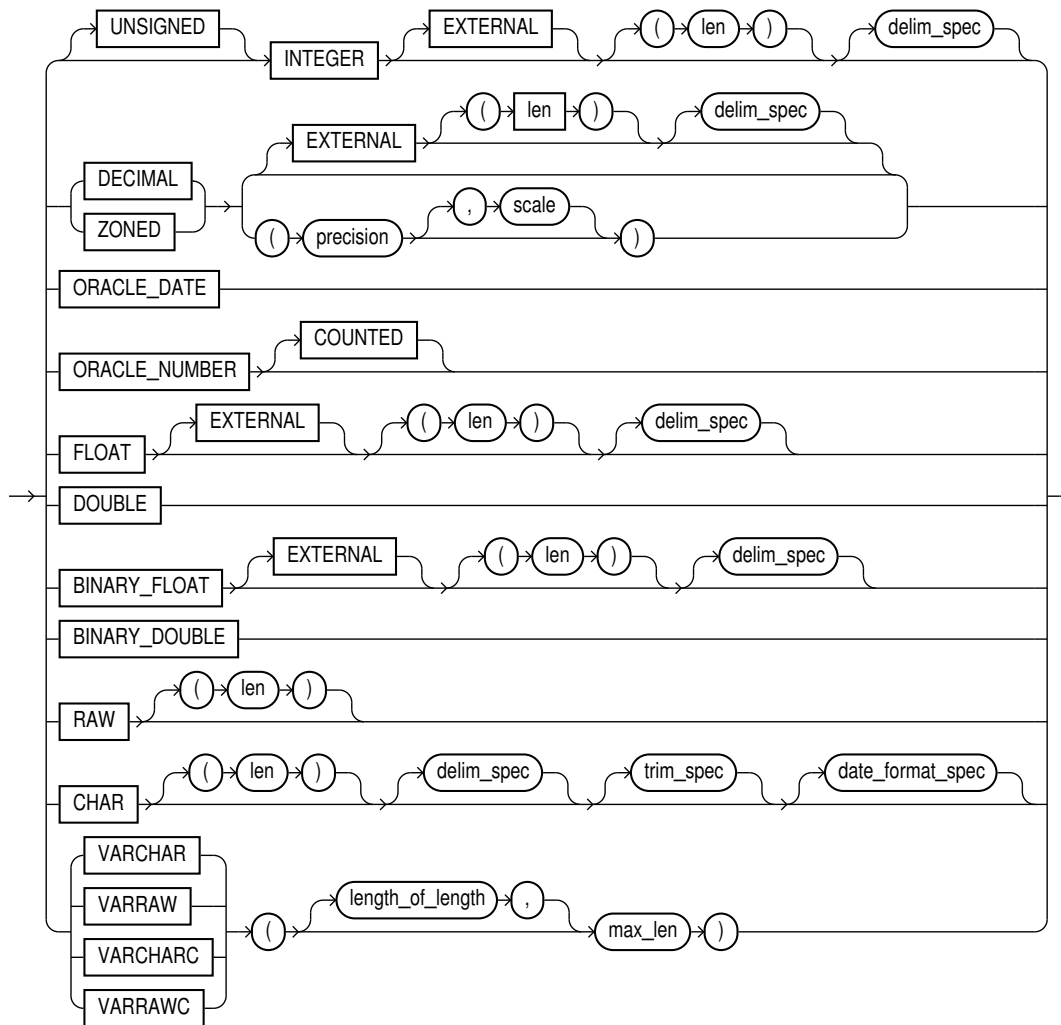 UNSIGNED EXTERNAL ( len ) delim_spec
INTEGER
( len ) delim_spec
EXTERNAL
DECIMAL
, scale
ZONED
( precision )
ORACLE_DATE
COUNTED
ORACLE_NUMBER
EXTERNAL ( len ) delim_spec
FLOAT
DOUBLE
EXTERNAL ( len ) delim_spec
BINARY_FLOAT
BINARY_DOUBLE
( len )
RAW
( len ) delim_spec trim_spec date_format_spec
CHAR
VARCHAR
length_of_length ,
VARRAW
( max_len )
VARCHARC
VARRAWC